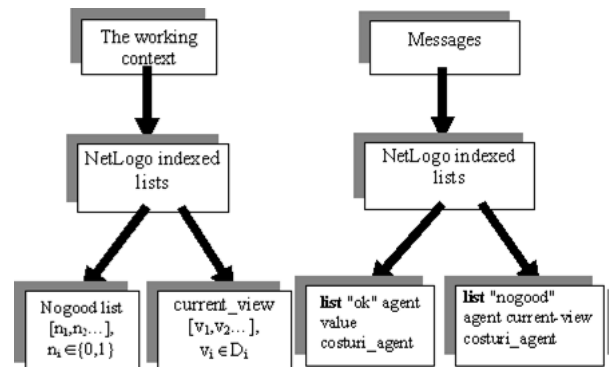 The working
context
Messages
NetLogo indexed
lists
NetLogo indexed
lists
Nogood list
[n₁,n₂...],
nᵢ∈{0,1}
current_view
[v₁,v₂...],
vᵢ∈Dᵢ
list "ok" agent
value
costuri_agent
list "nogood"
agent current-view
costuri_agent